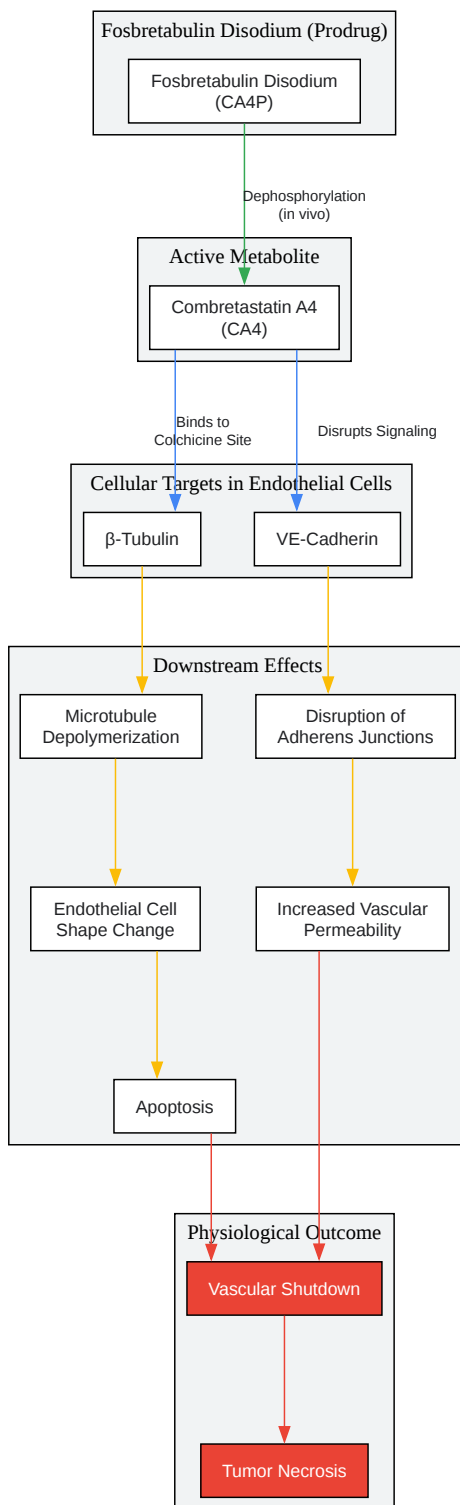 Fosbretabulin Disodium (Prodrug)
Fosbretabulin Disodium
(CA4P)
Dephosphorylation
(in vivo)
Active Metabolite
Combretastatin A4
(CA4)
Binds to
Colchicine Site
Disrupts Signaling
Cellular Targets in Endothelial Cells
β-Tubulin
VE-Cadherin
Downstream Effects
Microtubule
Depolymerization
Disruption of
Adherens Junctions
Endothelial Cell
Shape Change
Increased Vascular
Permeability
Apoptosis
Physiological Outcome
Vascular Shutdown
Tumor Necrosis